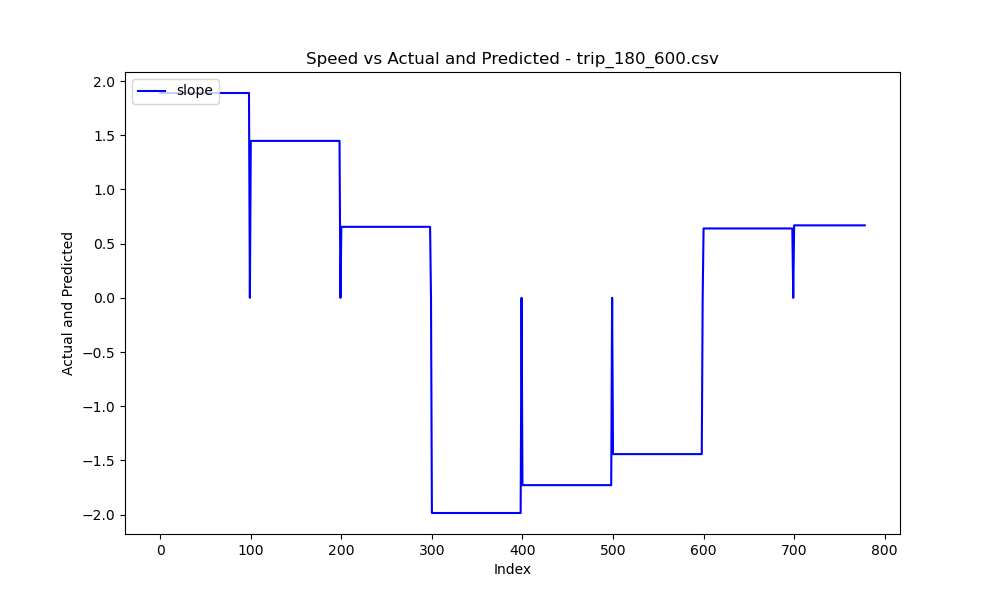 Speed vs Actual and Predicted - trip_180_600.csv
slope
Actual and Predicted
2.0
1.5
1.0
0.5
0.0
−0.5
−1.0
−1.5
−2.0
0 100 200 300 400 500 600 700 800
Index